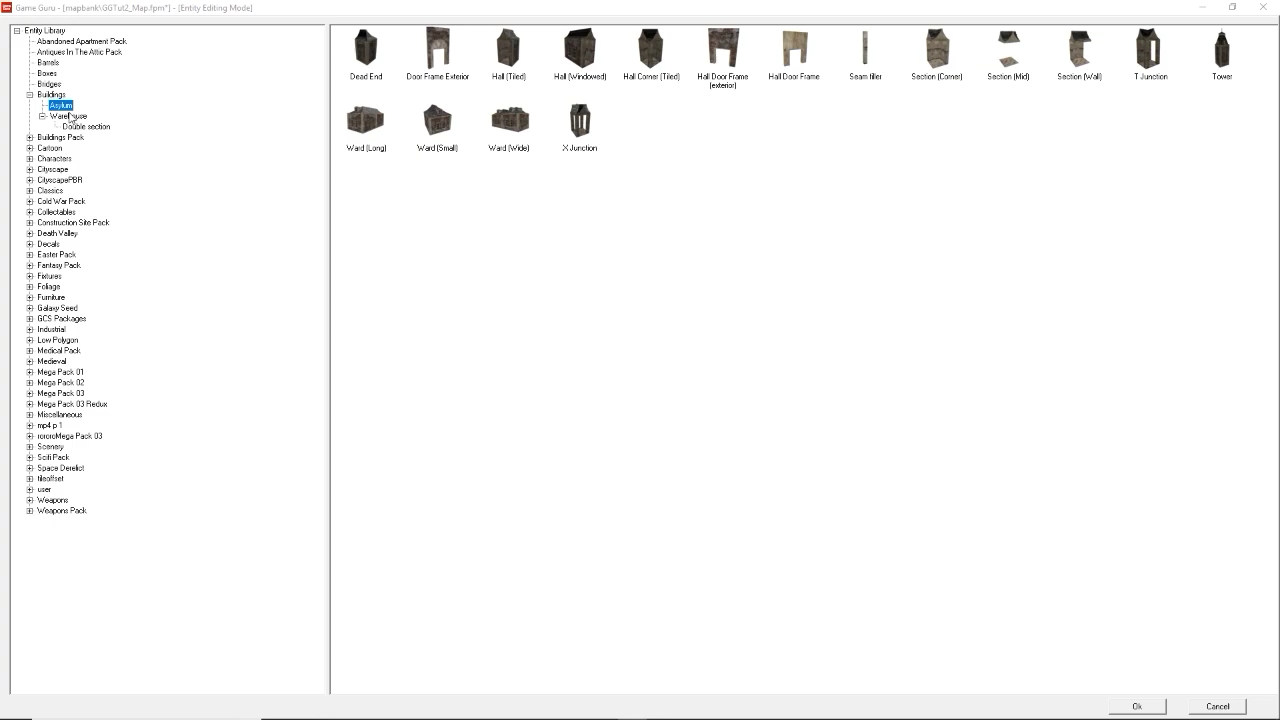 Game Guru - [mapbank\GGTut2_Map.fpm*] - [Entity Editing Mode]
Entity Library
Abandoned Apartment Pack
Antiques In The Attic Pack
Barrels
Boxes
Bridges
Buildings
Asylum
Warehouse
Double section
Buildings Pack
Cartoon
Characters
Cityscape
CityscapePBR
Classics
Cold War Pack
Collectables
Construction Site Pack
Death Valley
Decals
Easter Pack
Fantasy Pack
Fixtures
Foliage
Furniture
Galaxy Seed
GCS Packages
Industrial
Low Polygon
Medical Pack
Medieval
Mega Pack 01
Mega Pack 02
Mega Pack 03
Mega Pack 03 Redux
Miscellaneous
mp4 p 1
rororoMega Pack 03
Scenery
Scifi Pack
Space Derelict
tileoffset
user
Weapons
Weapons Pack
Dead End
Door Frame Exterior
Hall (Tiled)
Hall (Windowed)
Hall Corner (Tiled)
Hall Door Frame
(exterior)
Hall Door Frame
Seam filler
Section (Corner)
Section (Mid)
Section (Wall)
T Junction
Tower
Ward (Long)
Ward (Small)
Ward (Wide)
X Junction
Ok
Cancel